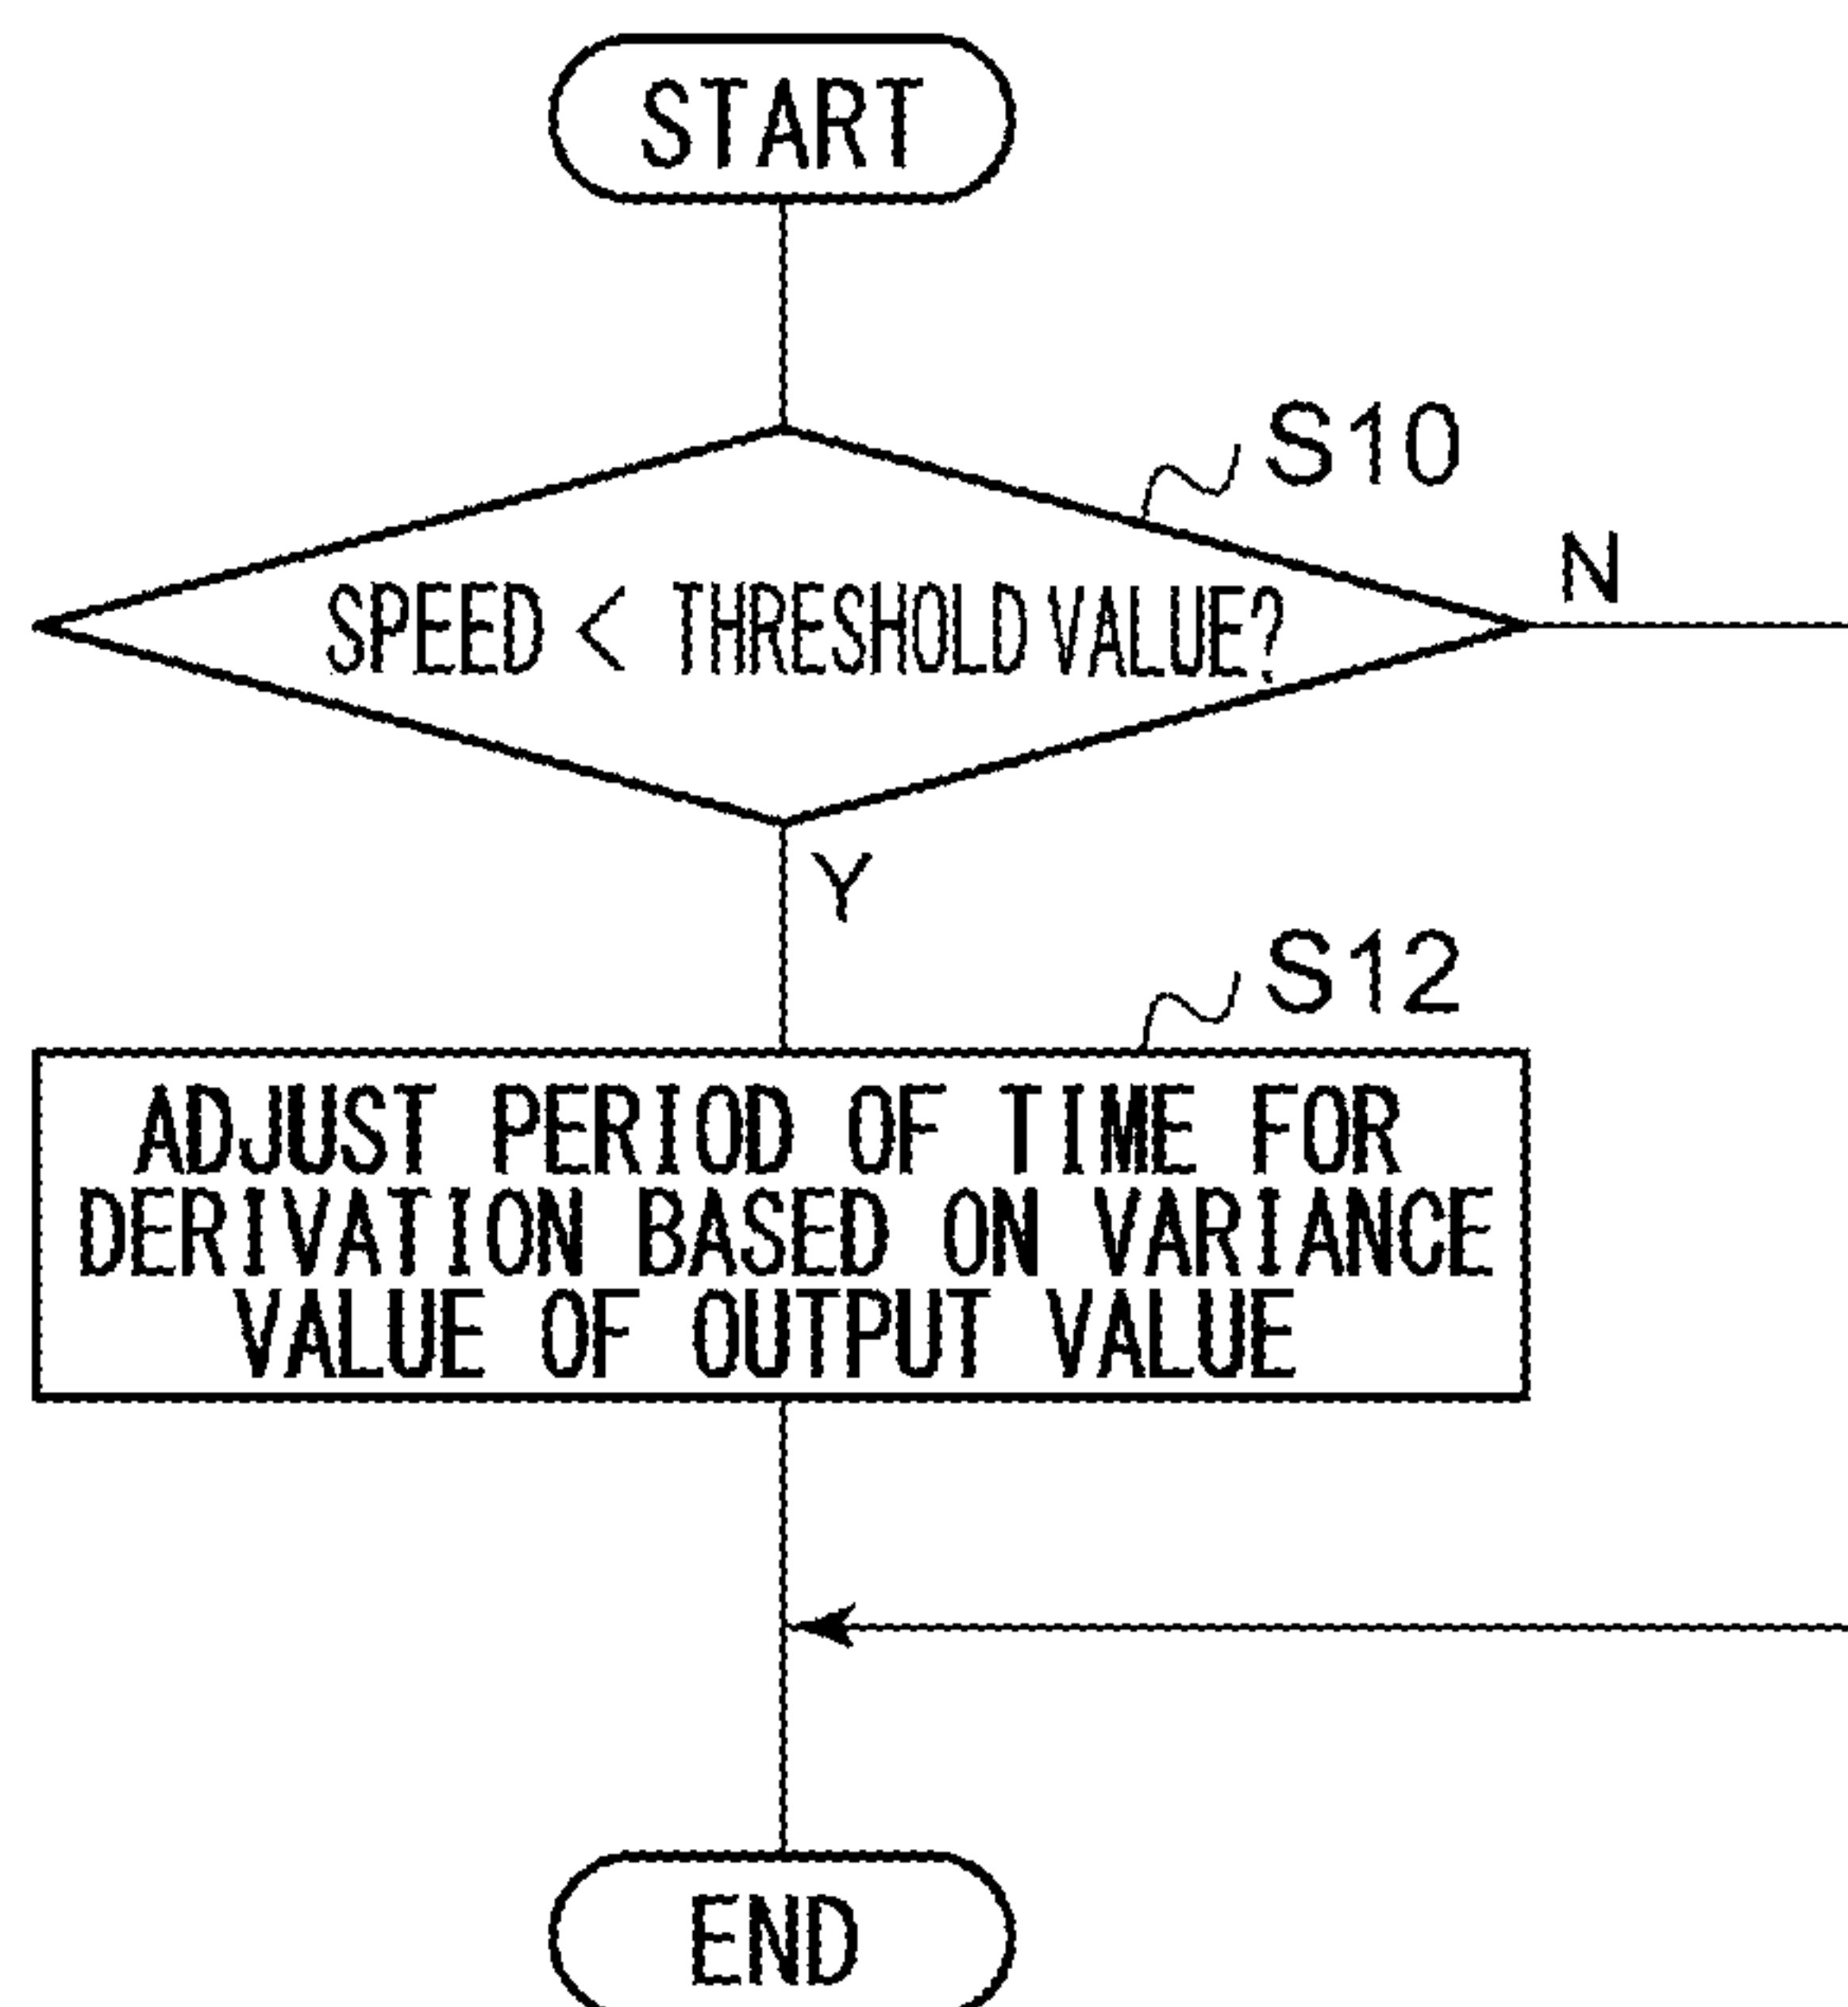 START
S10
N
SPEED < THRESHOLD VALUE?
Y
S12
ADJUST PERIOD OF TIME FOR
DERIVATION BASED ON VARIANCE
VALUE OF OUTPUT VALUE
END